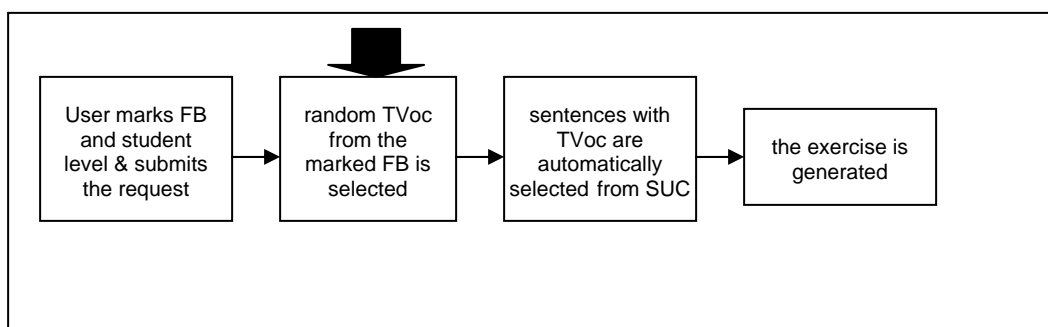 User marks FB
and student
level & submits
the request
random TVoc
from the
marked FB is
selected
sentences with
TVoc are
automatically
selected from SUC
the exercise is
generated